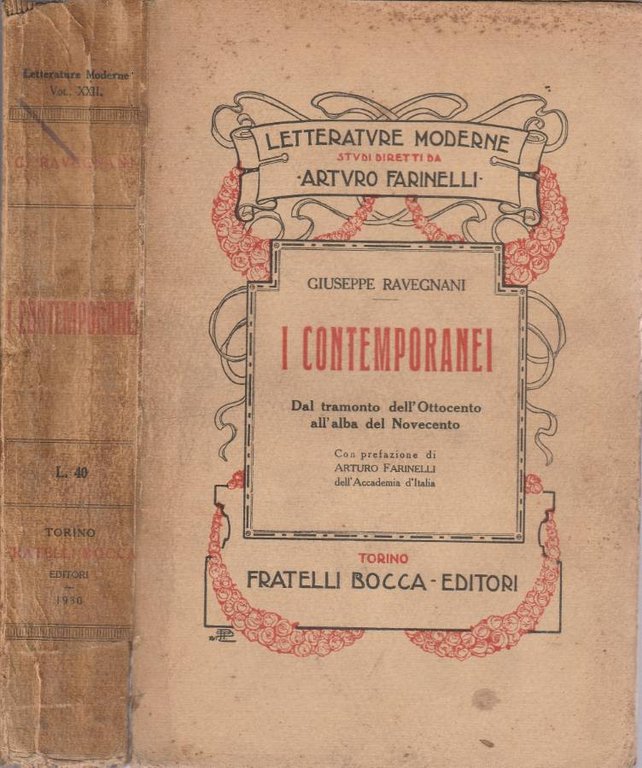 Letterature Moderne
Vol. XXII.
G. RAVEGNANI
I CONTEMPORANEI
L. 40
TORINO
FRATELLI BOCCA
EDITORI
1930
LETTERATVRE MODERNE
STVDI DIRETTI DA
·ARTVRO FARINELLI·
GIUSEPPE RAVEGNANI
I CONTEMPORANEI
Dal tramonto dell'Ottocento
all'alba del Novecento
Con prefazione di
ARTURO FARINELLI
dell'Accademia d'Italia
TORINO
FRATELLI BOCCA - EDITORI